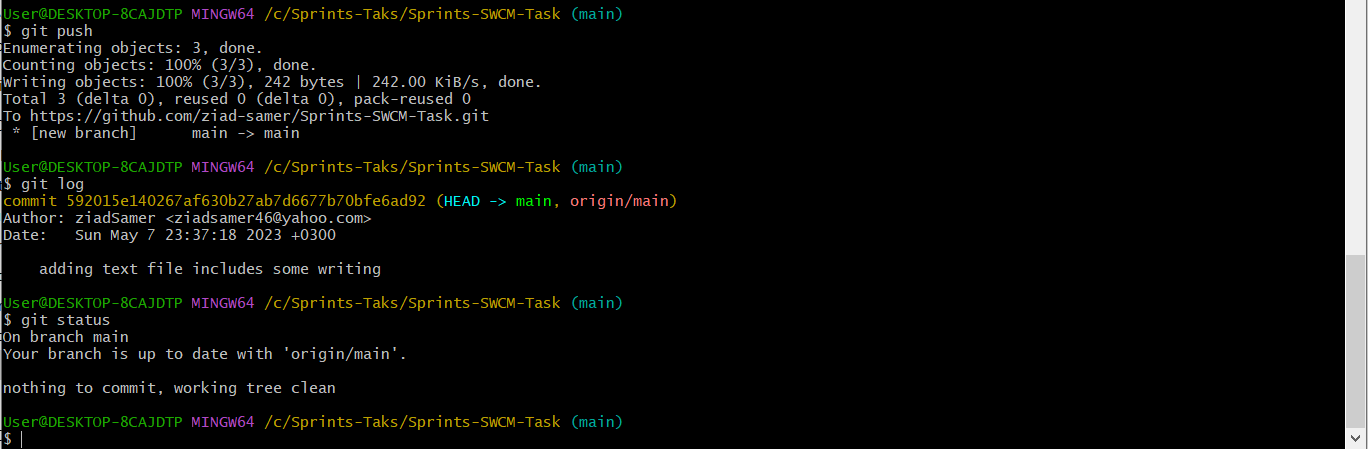 User@DESKTOP-8CAJDTP MINGW64 /c/Sprints-Taks/Sprints-SWCM-Task (main)
$ git push
Enumerating objects: 3, done.
Counting objects: 100% (3/3), done.
Writing objects: 100% (3/3), 242 bytes | 242.00 KiB/s, done.
Total 3 (delta 0), reused 0 (delta 0), pack-reused 0
To https://github.com/ziad-samer/Sprints-SWCM-Task.git
 * [new branch]      main -> main

User@DESKTOP-8CAJDTP MINGW64 /c/Sprints-Taks/Sprints-SWCM-Task (main)
$ git log
commit 592015e140267af630b27ab7d6677b70bfe6ad92 (HEAD -> main, origin/main)
Author: ziadSamer <ziadsamer46@yahoo.com>
Date:   Sun May 7 23:37:18 2023 +0300

    adding text file includes some writing

User@DESKTOP-8CAJDTP MINGW64 /c/Sprints-Taks/Sprints-SWCM-Task (main)
$ git status
On branch main
Your branch is up to date with 'origin/main'.

nothing to commit, working tree clean

User@DESKTOP-8CAJDTP MINGW64 /c/Sprints-Taks/Sprints-SWCM-Task (main)
$